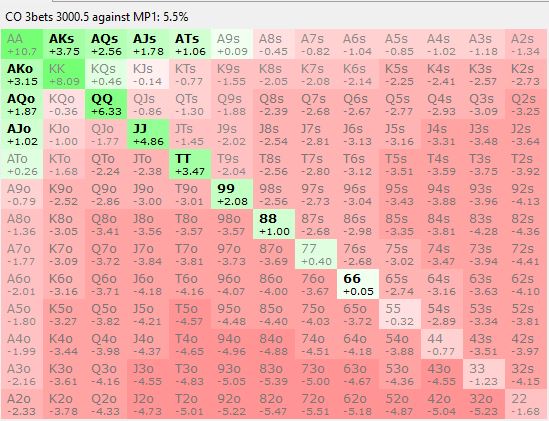 CO 3bets 3000.5 against MP1: 5.5%
AA AKs AQs AJs ATs A9s A8s A7s A6s A5s A4s A3s A2s
+10.7 +3.75 +2.56 +1.78 +1.06 +0.09 -0.45 -0.82 -1.04 -0.85 -1.02 -1.18 -1.34
AKo KK KQs KJs KTs K9s K8s K7s K6s K5s K4s K3s K2s
+3.15 +8.09 +0.46 -0.14 -0.77 -1.55 -2.05 -2.08 -2.14 -2.25 -2.41 -2.57 -2.73
AQo KQo QQ QJs QTs Q9s Q8s Q7s Q6s Q5s Q4s Q3s Q2s
+1.87 -0.36 +6.33 -0.86 -1.30 -1.88 -2.39 -2.68 -2.67 -2.77 -2.93 -3.09 -3.25
AJo KJo QJo JJ JTs J9s J8s J7s J6s J5s J4s J3s J2s
+1.02 -1.00 -1.77 +4.86 -1.45 -2.02 -2.54 -2.81 -3.13 -3.16 -3.31 -3.48 -3.64
ATo KTo QTo JTo TT T9s T8s T7s T6s T5s T4s T3s T2s
+0.26 -1.68 -2.24 -2.38 +3.47 -2.04 -2.56 -2.80 -3.12 -3.51 -3.59 -3.75 -3.92
A9o K9o Q9o J9o T9o 99 98s 97s 96s 95s 94s 93s 92s
-0.79 -2.52 -2.86 -3.00 -3.01 +2.08 -2.56 -2.73 -3.04 -3.43 -3.88 -3.96 -4.13
A8o K8o Q8o J8o T8o 98o 88 87s 86s 85s 84s 83s 82s
-1.36 -3.05 -3.41 -3.56 -3.57 -3.57 +1.00 -2.68 -2.98 -3.35 -3.81 -4.28 -4.36
A7o K7o Q7o J7o T7o 97o 87o 77 76s 75s 74s 73s 72s
-1.77 -3.09 -3.72 -3.84 -3.81 -3.73 -3.69 +0.40 -2.68 -3.02 -3.47 -3.94 -4.41
A6o K6o Q6o J6o T6o 96o 86o 76o 66 65s 64s 63s 62s
-2.01 -3.16 -3.71 -4.18 -4.16 -4.07 -4.00 -3.67 +0.05 -2.74 -3.16 -3.63 -4.10
A5o K5o Q5o J5o T5o 95o 85o 75o 65o 55 54s 53s 52s
-1.80 -3.27 -3.82 -4.21 -4.57 -4.48 -4.40 -4.03 -3.72 -0.32 -2.89 -3.34 -3.81
A4o K4o Q4o J4o T4o 94o 84o 74o 64o 54o 44 43s 42s
-1.99 -3.44 -3.98 -4.37 -4.65 -4.96 -4.88 -4.51 -4.18 -3.88 -0.77 -3.51 -3.97
A3o K3o Q3o J3o T3o 93o 83o 73o 63o 53o 43o 33 32s
-2.16 -3.61 -4.16 -4.55 -4.83 -5.05 -5.39 -5.00 -4.67 -4.36 -4.55 -1.23 -4.15
A2o K2o Q2o J2o T2o 92o 82o 72o 62o 52o 42o 32o 22
-2.33 -3.78 -4.33 -4.73 -5.01 -5.22 -5.47 -5.51 -5.18 -4.87 -5.04 -5.23 -1.68